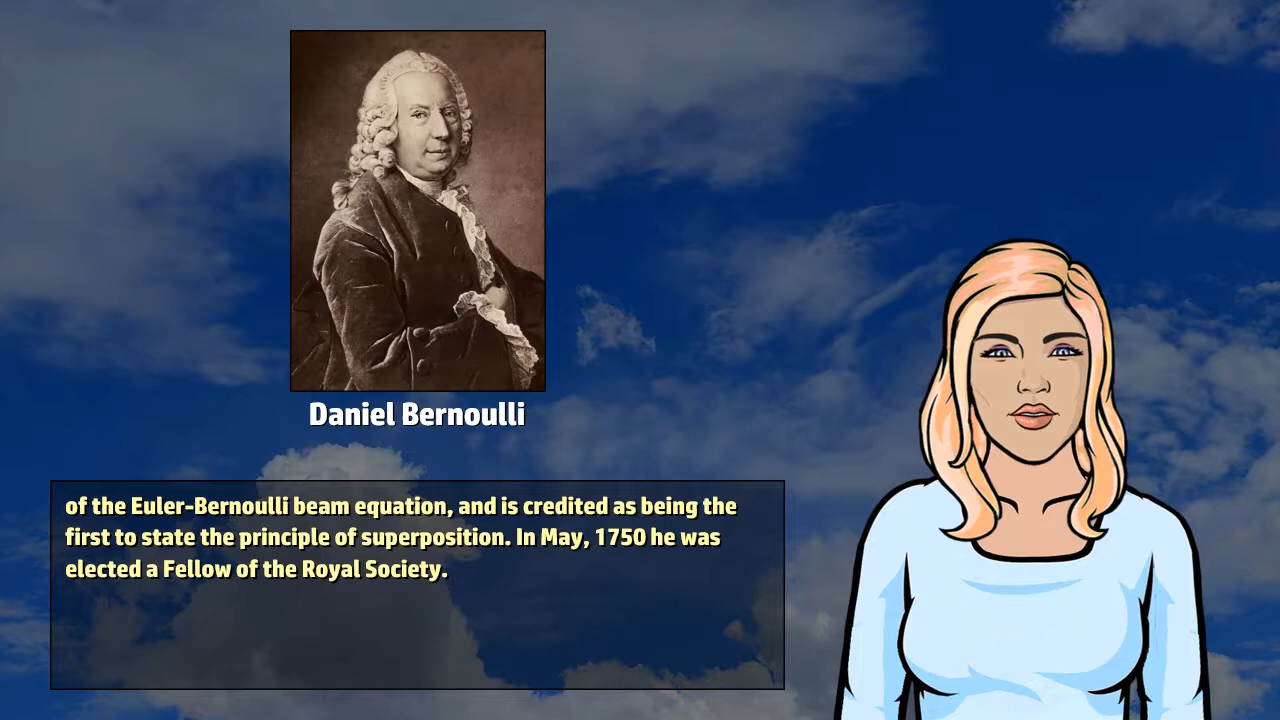 Daniel Bernoulli
of the Euler-Bernoulli beam equation, and is credited as being the
first to state the principle of superposition. In May, 1750 he was
elected a Fellow of the Royal Society.